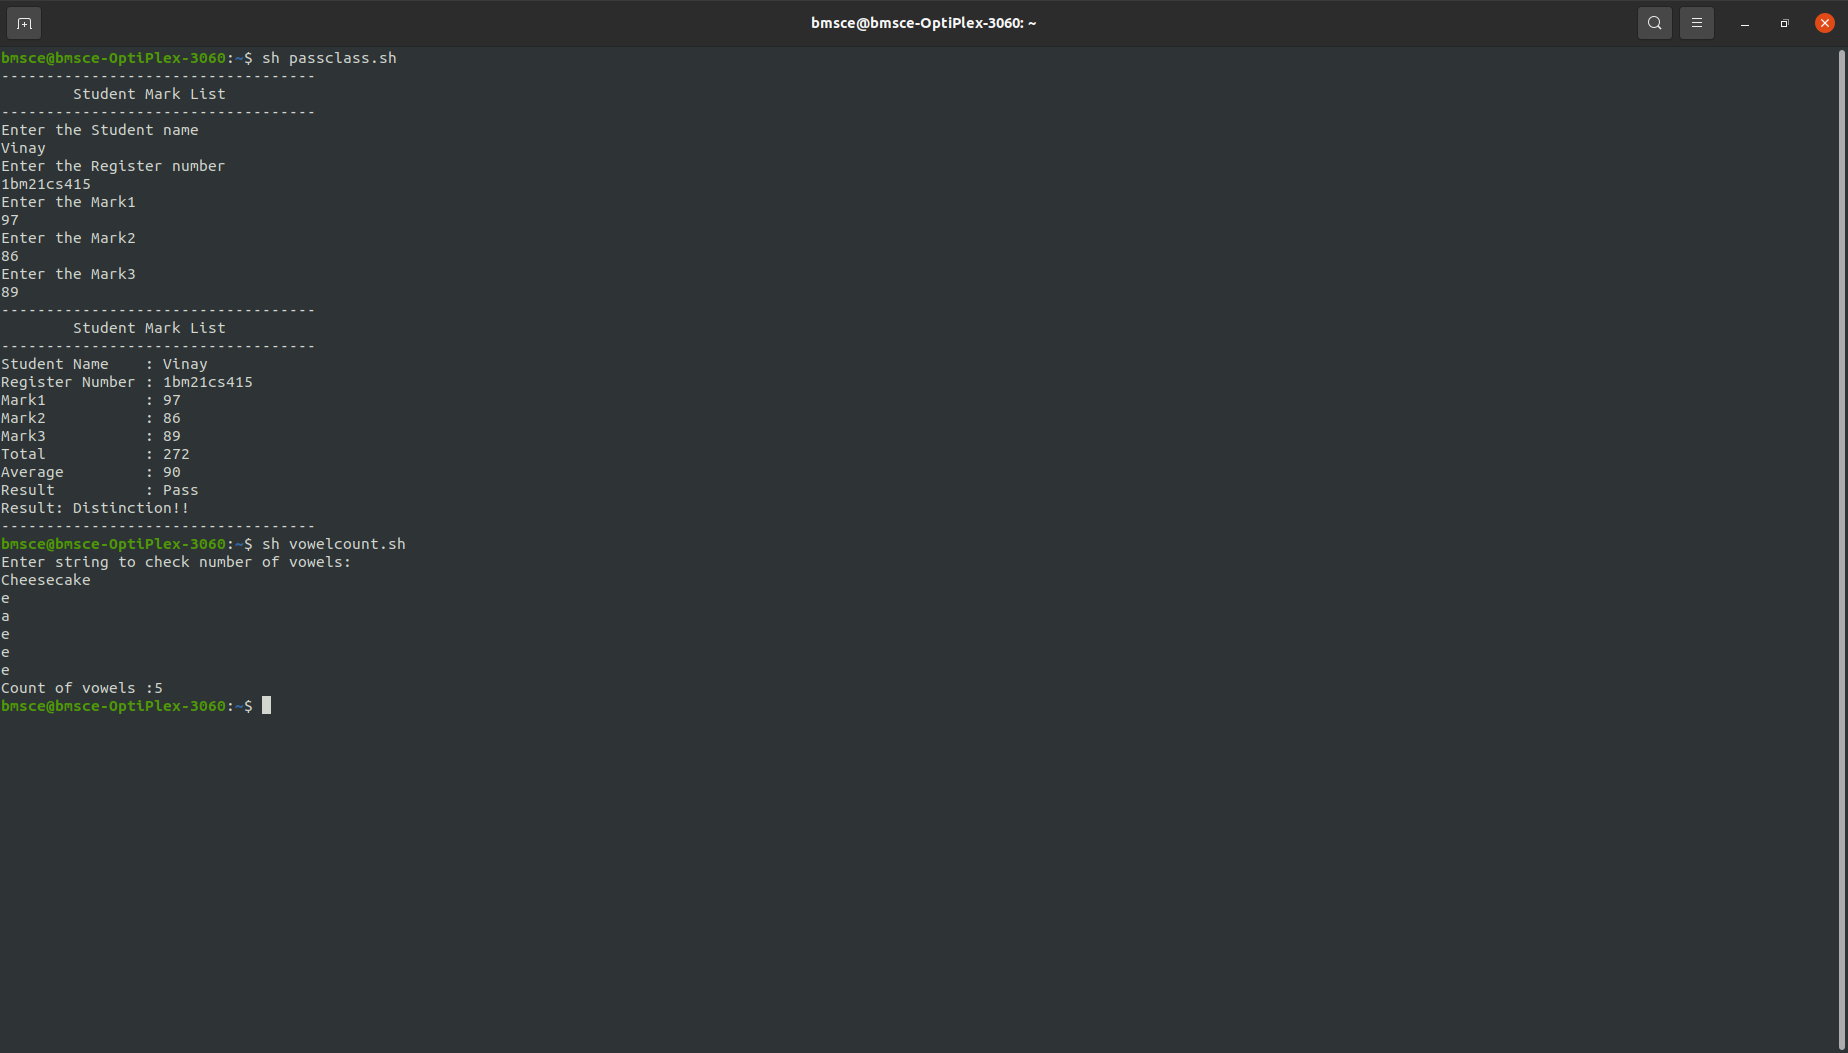 bmsce@bmsce-OptiPlex-3060: ~
bmsce@bmsce-OptiPlex-3060:~$ sh passclass.sh
-----------------------------------
        Student Mark List
-----------------------------------
Enter the Student name
Vinay
Enter the Register number
1bm21cs415
Enter the Mark1
97
Enter the Mark2
86
Enter the Mark3
89
-----------------------------------
        Student Mark List
-----------------------------------
Student Name    : Vinay
Register Number : 1bm21cs415
Mark1           : 97
Mark2           : 86
Mark3           : 89
Total           : 272
Average         : 90
Result          : Pass
Result: Distinction!!
-----------------------------------
bmsce@bmsce-OptiPlex-3060:~$ sh vowelcount.sh
Enter string to check number of vowels:
Cheesecake
e
a
e
e
e
Count of vowels :5
bmsce@bmsce-OptiPlex-3060:~$